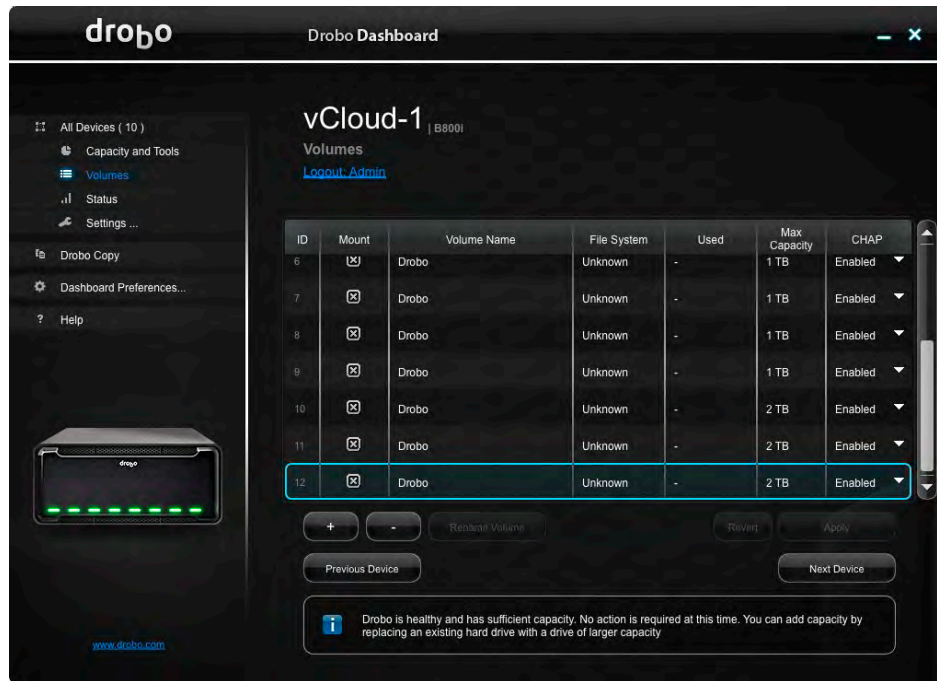 drobo
Drobo Dashboard
vCloud-1 | B800i
Volumes
Logout: Admin
All Devices ( 10 )
Capacity and Tools
Volumes
Status
Settings ...
Drobo Copy
Dashboard Preferences...
? Help
drobo
www.drobo.com
ID Mount Volume Name File System Used Max Capacity CHAP
6 Drobo Unknown - 1 TB Enabled
7 Drobo Unknown - 1 TB Enabled
8 Drobo Unknown - 1 TB Enabled
9 Drobo Unknown - 1 TB Enabled
10 Drobo Unknown - 2 TB Enabled
11 Drobo Unknown - 2 TB Enabled
12 Drobo Unknown - 2 TB Enabled
+ - Rename Volume Revert Apply
Previous Device Next Device
Drobo is healthy and has sufficient capacity. No action is required at this time. You can add capacity by
replacing an existing hard drive with a drive of larger capacity